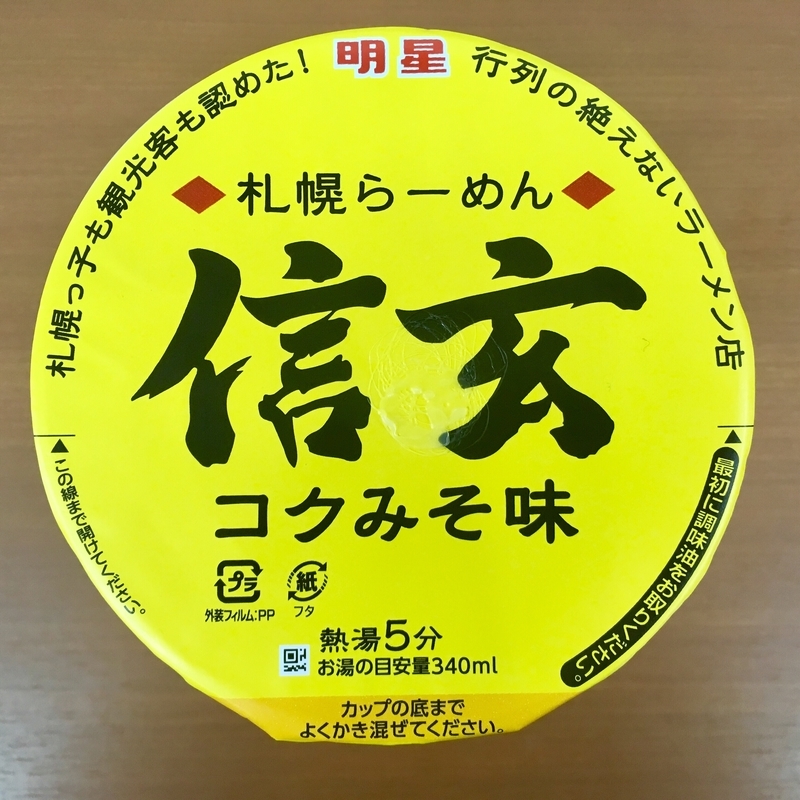 札幌っ子も観光客も認めた!
明星
行列の絶えないラーメン店
札幌らーめん
信玄
コクみそ味
この線まで開けてください。
最初に調味油をお取りください。
プラ
外装フィルム:PP
紙
フタ
熱湯5分
お湯の目安量340ml
カップの底まで
よくかき混ぜてください。